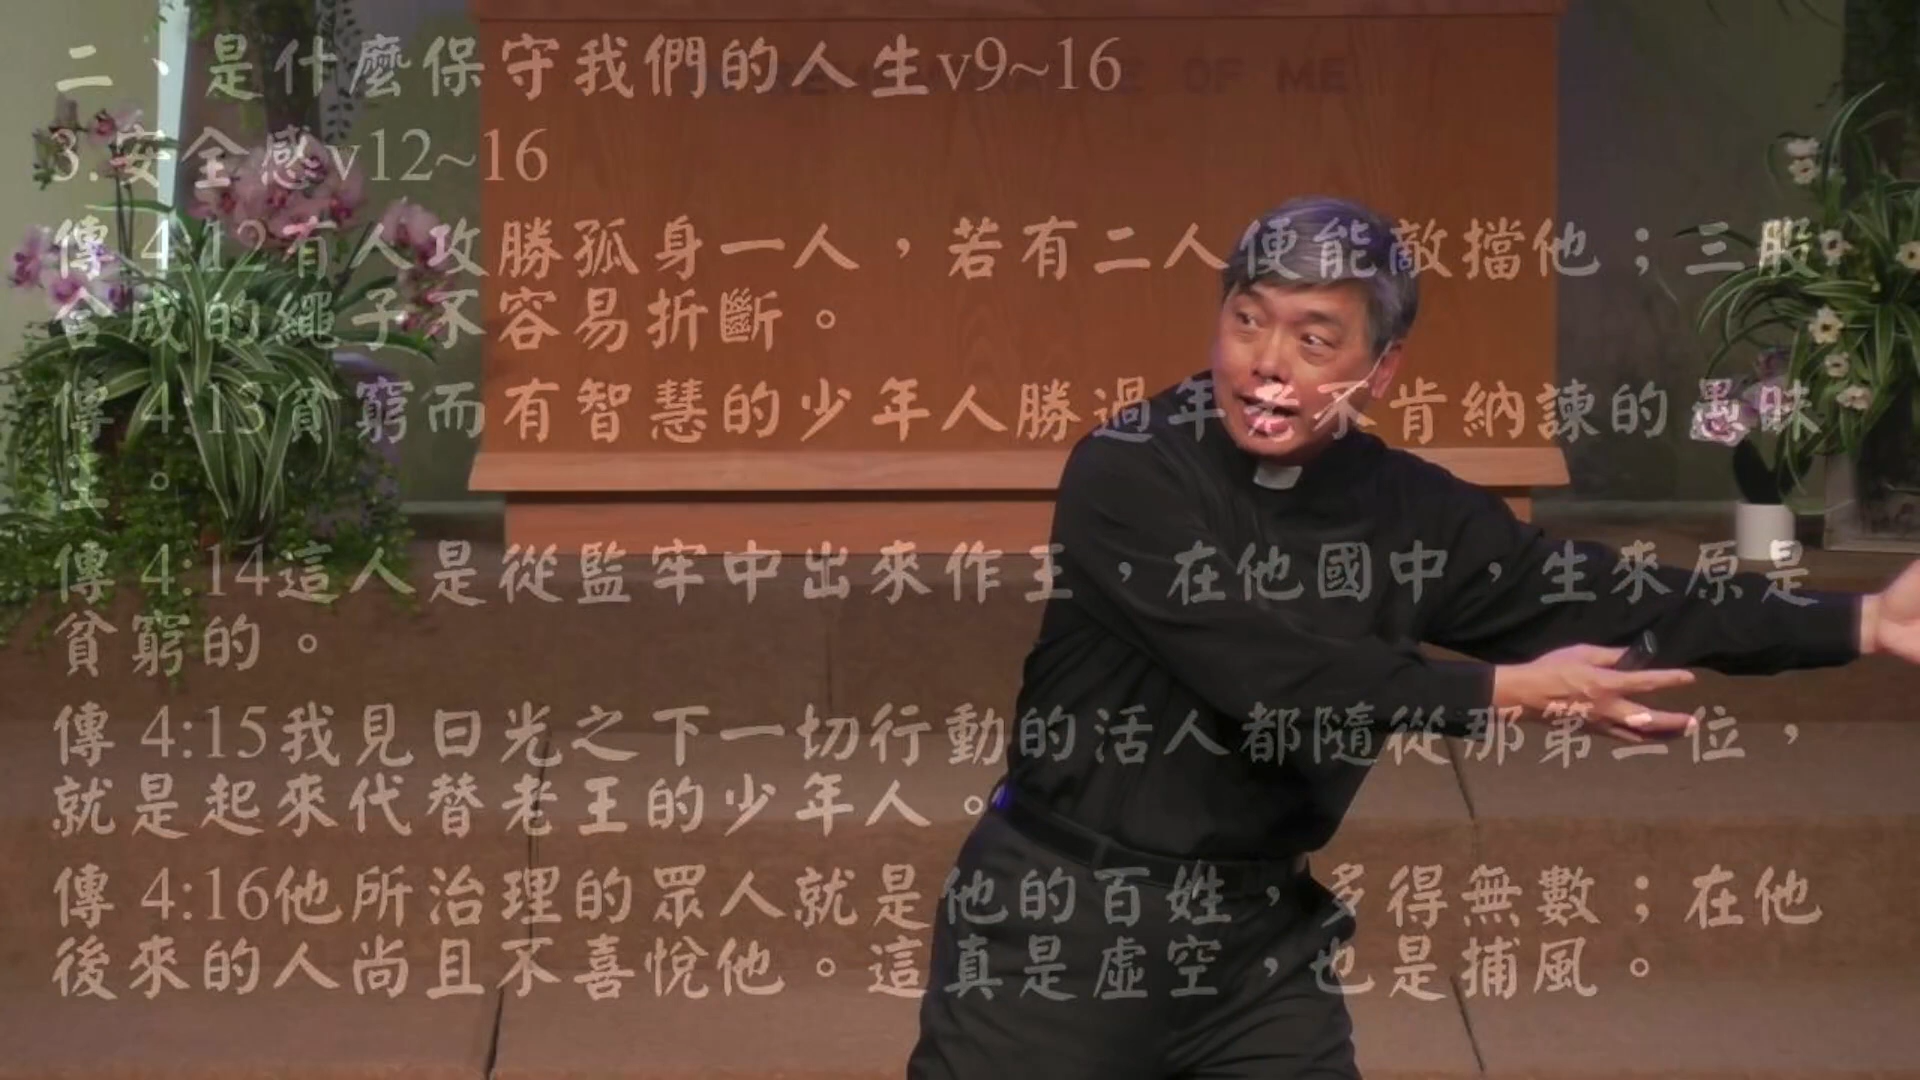 二、是什麼保守我們的人生v9~16
OF ME
3.安全感v12~16
傳 4:12有人攻勝孤身一人，若有二人便能敵擋他；三股
合成的繩子不容易折斷。
傳 4:13貧窮而有智慧的少年人勝過年老不肯納諫的愚昧
王。
傳 4:14這人是從監牢中出來作王，在他國中，生來原是
貧窮的。
傳 4:15我見日光之下一切行動的活人都隨從那第二位，
就是起來代替老王的少年人。
傳 4:16他所治理的眾人就是他的百姓，多得無數；在他
後來的人尚且不喜悅他。這真是虛空，也是捕風。